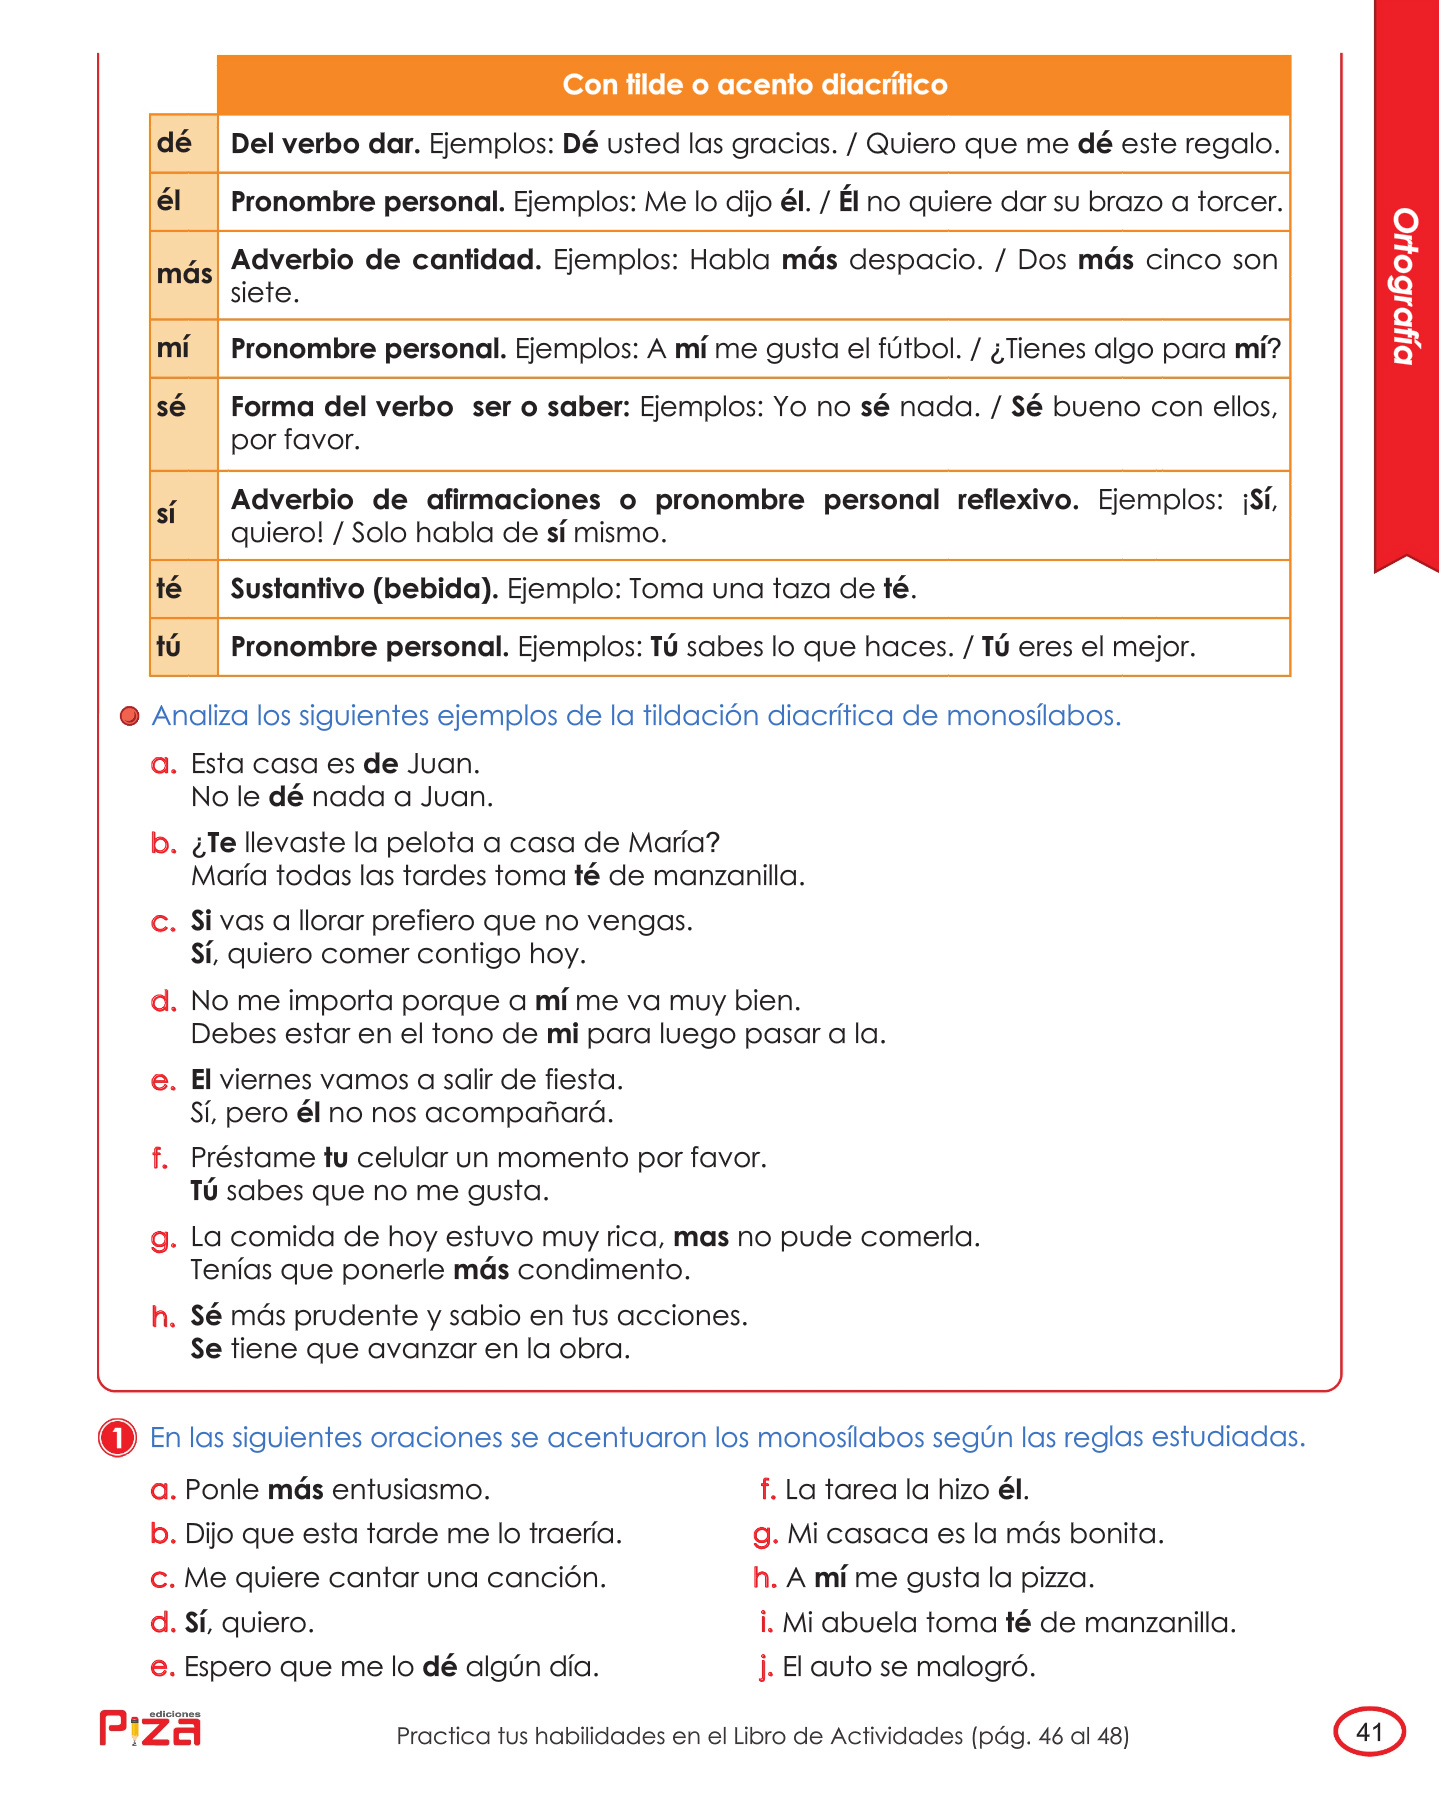 Con tilde o acento diacrítico
dé Del verbo dar. Ejemplos: Dé usted las gracias. / Quiero que me dé este regalo.
él Pronombre personal. Ejemplos: Me lo dijo él. / Él no quiere dar su brazo a torcer.
más Adverbio de cantidad. Ejemplos: Habla más despacio. / Dos más cinco son
siete.
mí Pronombre personal. Ejemplos: A mí me gusta el fútbol. / ¿Tienes algo para mí?
sé Forma del verbo ser o saber: Ejemplos: Yo no sé nada. / Sé bueno con ellos,
por favor.
sí Adverbio de afirmaciones o pronombre personal reflexivo. Ejemplos: ¡Sí,
quiero! / Solo habla de sí mismo.
té Sustantivo (bebida). Ejemplo: Toma una taza de té.
tú Pronombre personal. Ejemplos: Tú sabes lo que haces. / Tú eres el mejor.
Ortografía
Analiza los siguientes ejemplos de la tildación diacrítica de monosílabos.
a. Esta casa es de Juan.
No le dé nada a Juan.
b. ¿Te llevaste la pelota a casa de María?
María todas las tardes toma té de manzanilla.
c. Si vas a llorar prefiero que no vengas.
Sí, quiero comer contigo hoy.
d. No me importa porque a mí me va muy bien.
Debes estar en el tono de mi para luego pasar a la.
e. El viernes vamos a salir de fiesta.
Sí, pero él no nos acompañará.
f. Préstame tu celular un momento por favor.
Tú sabes que no me gusta.
g. La comida de hoy estuvo muy rica, mas no pude comerla.
Tenías que ponerle más condimento.
h. Sé más prudente y sabio en tus acciones.
Se tiene que avanzar en la obra.
1 En las siguientes oraciones se acentuaron los monosílabos según las reglas estudiadas.
a. Ponle más entusiasmo.
b. Dijo que esta tarde me lo traería.
c. Me quiere cantar una canción.
d. Sí, quiero.
e. Espero que me lo dé algún día.
f. La tarea la hizo él.
g. Mi casaca es la más bonita.
h. A mí me gusta la pizza.
i. Mi abuela toma té de manzanilla.
j. El auto se malogró.
ediciones
Piza
Practica tus habilidades en el Libro de Actividades (pág. 46 al 48)
41